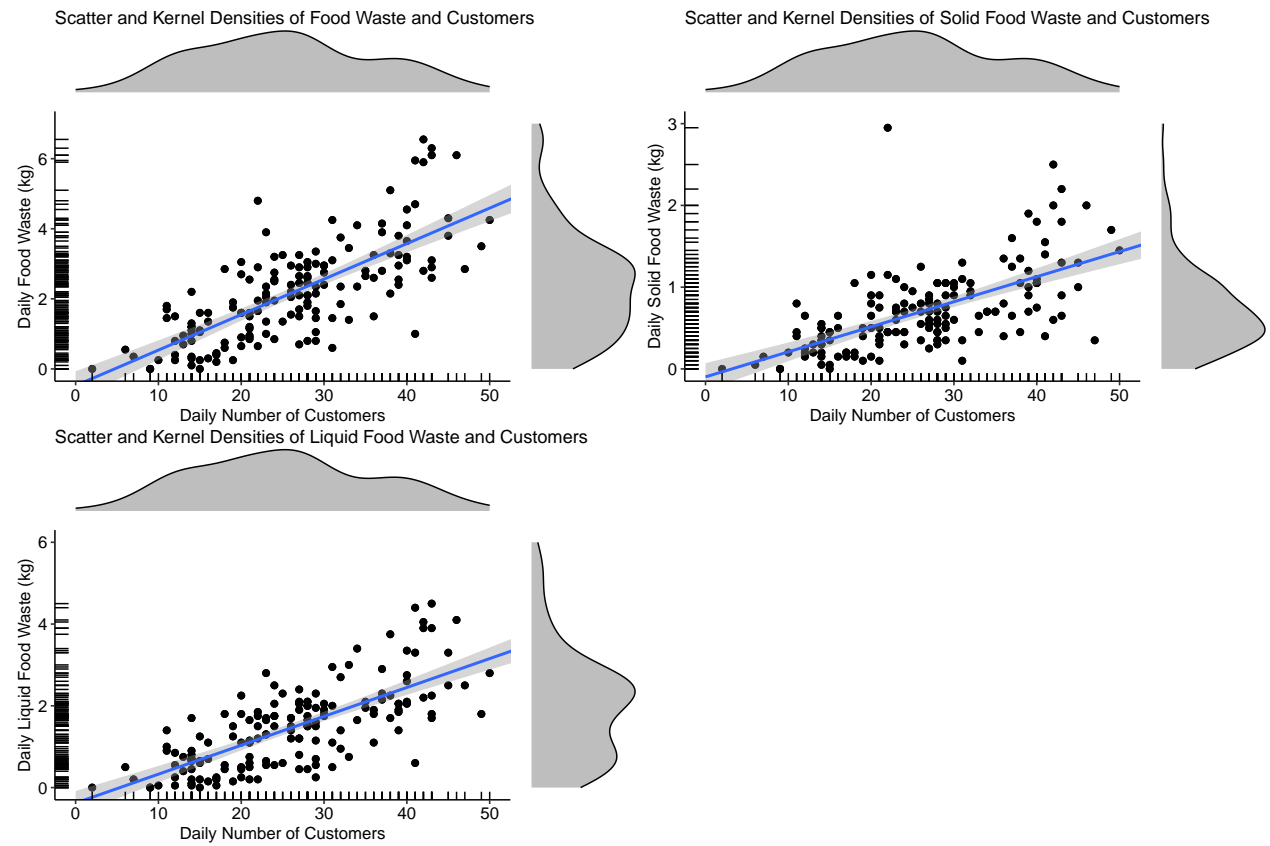 Scatter and Kernel Densities of Food Waste and Customers
Daily Food Waste (kg)
6
4
2
0
0 10 20 30 40 50
Daily Number of Customers
Scatter and Kernel Densities of Solid Food Waste and Customers
Daily Solid Food Waste (kg)
3
2
1
0
0 10 20 30 40 50
Daily Number of Customers
Scatter and Kernel Densities of Liquid Food Waste and Customers
Daily Liquid Food Waste (kg)
6
4
2
0
0 10 20 30 40 50
Daily Number of Customers